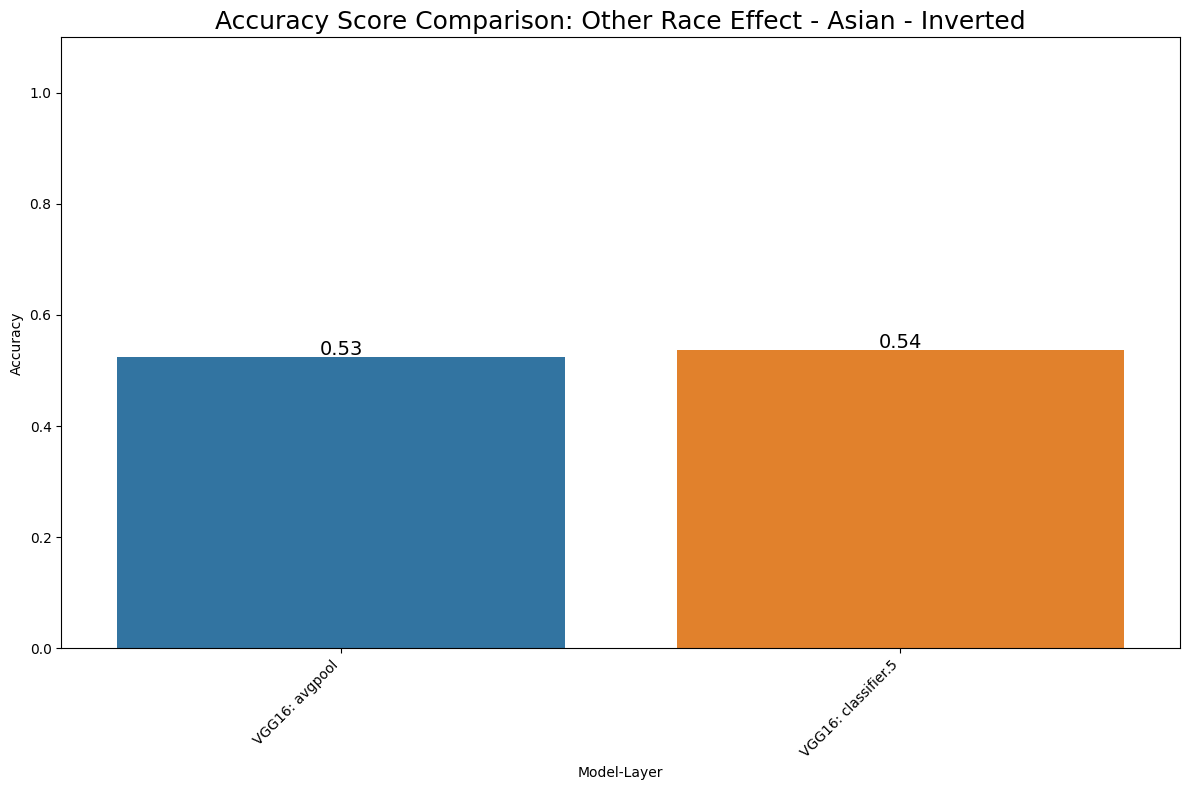 Accuracy Score Comparison: Other Race Effect - Asian - Inverted
1.0
0.8
0.6
0.4
0.2
0.0
Accuracy
0.53
0.54
VGG16: avgpool
VGG16: classifier.5
Model-Layer